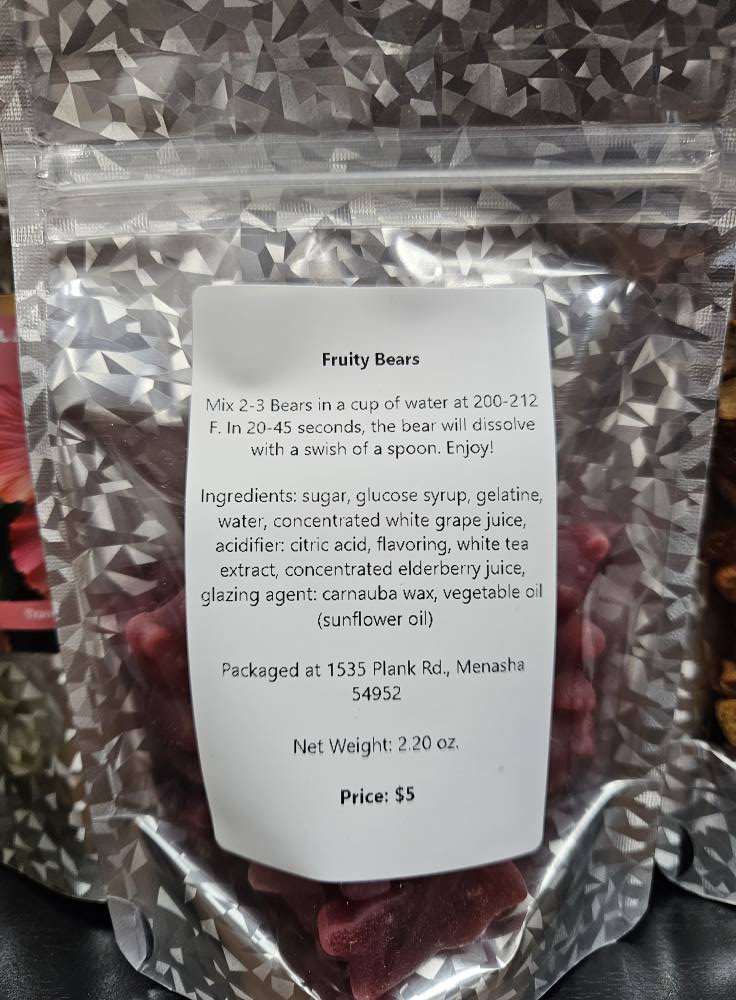 Fruity Bears
Mix 2-3 Bears in a cup of water at 200-212
F. In 20-45 seconds, the bear will dissolve
with a swish of a spoon. Enjoy!
Ingredients: sugar, glucose syrup, gelatine,
water, concentrated white grape juice,
acidifier: citric acid, flavoring, white tea
extract, concentrated elderberry juice,
glazing agent: carnauba wax, vegetable oil
(sunflower oil)
Packaged at 1535 Plank Rd., Menasha
54952
Net Weight: 2.20 oz.
Price: $5